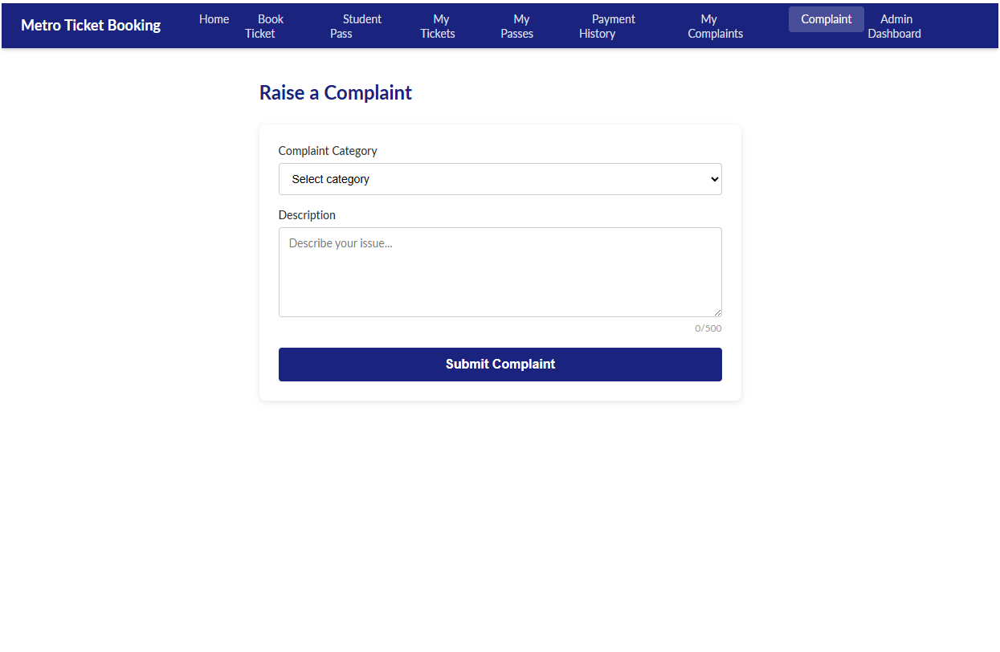 Metro Ticket Booking
Home
Book
Ticket
Student
Pass
My
Tickets
My
Passes
Payment
History
My
Complaints
Complaint
Admin
Dashboard
Raise a Complaint
Complaint Category
Select category
Description
Describe your issue...
0/500
Submit Complaint